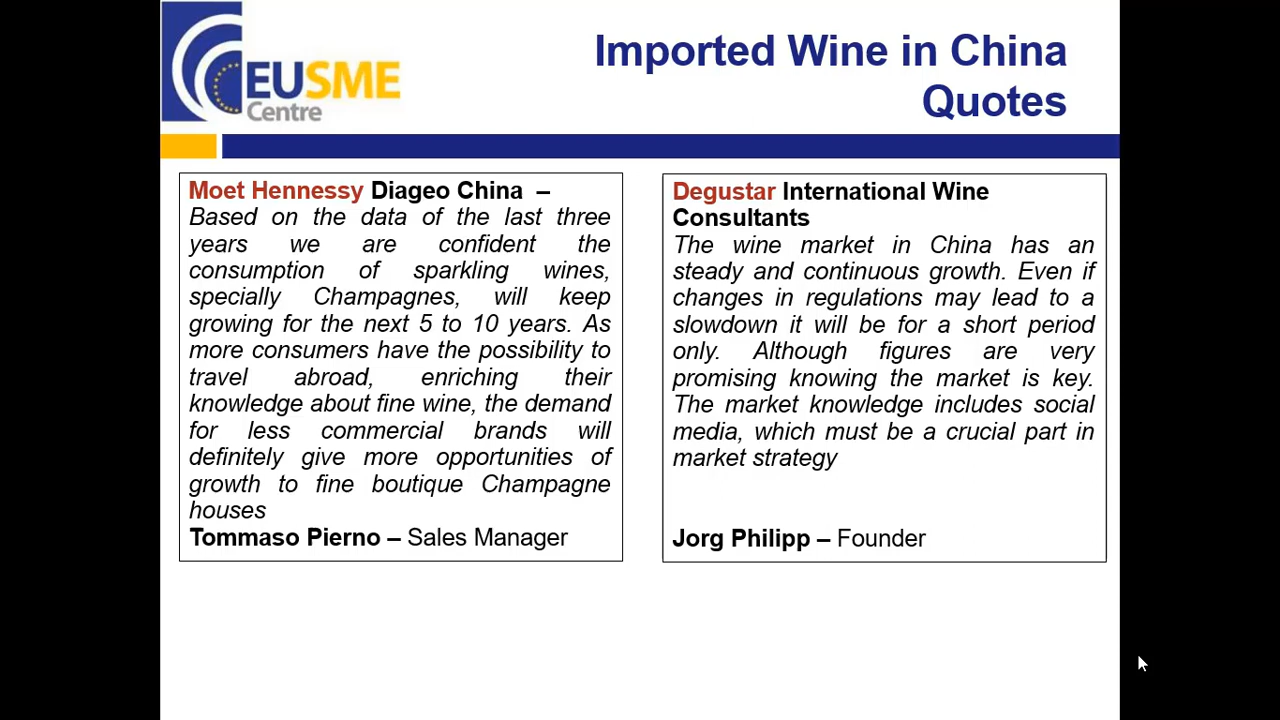 EUSME
Centre
Imported Wine in China
Quotes
Moet Hennessy Diageo China –
Based on the data of the last three
years we are confident the
consumption of sparkling wines,
specially Champagnes, will keep
growing for the next 5 to 10 years. As
more consumers have the possibility to
travel abroad, enriching their
knowledge about fine wine, the demand
for less commercial brands will
definitely give more opportunities of
growth to fine boutique Champagne
houses
Tommaso Pierno – Sales Manager
Degustar International Wine
Consultants
The wine market in China has an
steady and continuous growth. Even if
changes in regulations may lead to a
slowdown it will be for a short period
only. Although figures are very
promising knowing the market is key.
The market knowledge includes social
media, which must be a crucial part in
market strategy
Jorg Philipp – Founder